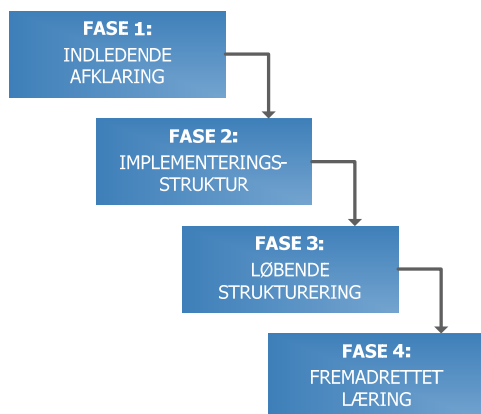 FASE 1:
INDLEDENDE
AFKLARING
FASE 2:
IMPLEMENTERINGS-
STRUKTUR
FASE 3:
LØBENDE
STRUKTURERING
FASE 4:
FREMADRETTET
LÆRING